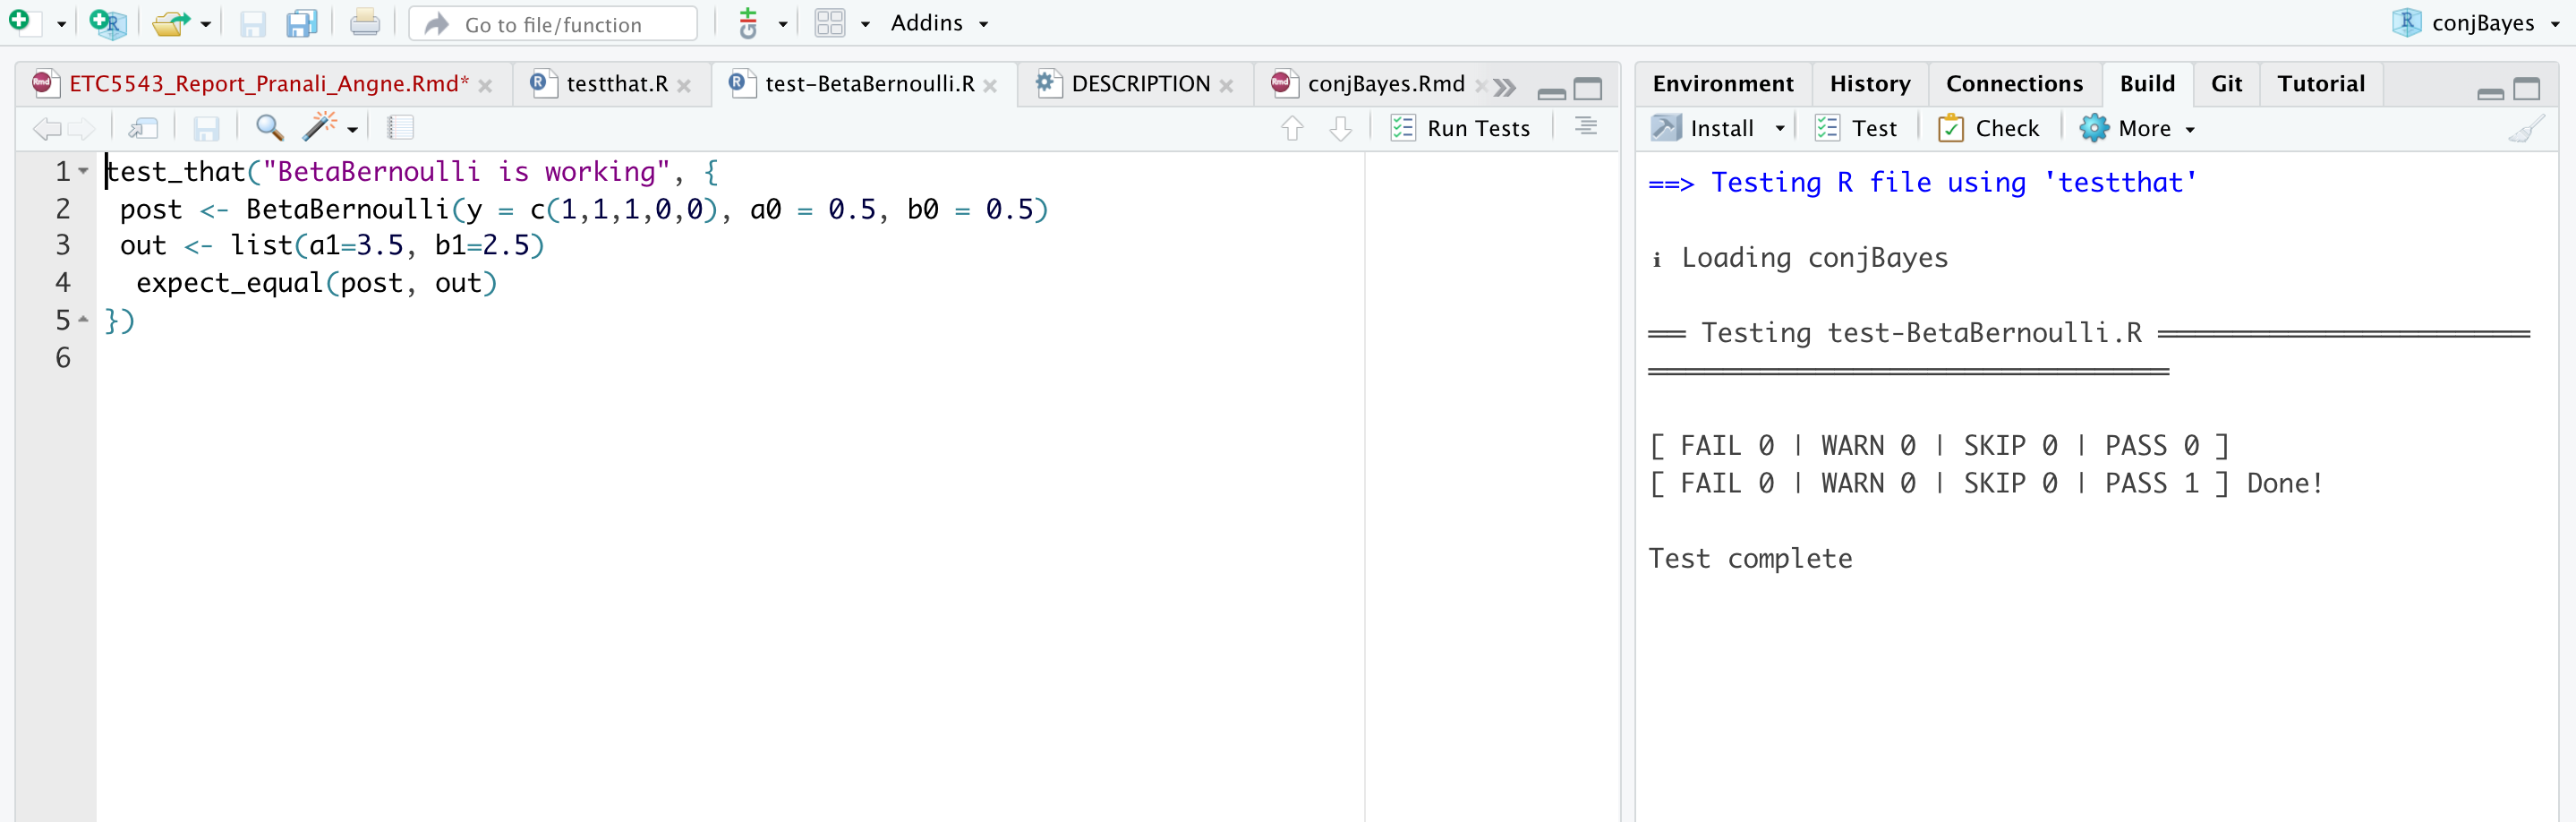 Go to file/function
Addins
conjBayes
ETC5543_Report_Pranali_Angne.Rmd*
testthat.R
test-BetaBernoulli.R
DESCRIPTION
conjBayes.Rmd
Run Tests
1 test_that("BetaBernoulli is working", {
2 post <- BetaBernoulli(y = c(1,1,1,0,0), a0 = 0.5, b0 = 0.5)
3 out <- list(a1=3.5, b1=2.5)
4 expect_equal(post, out)
5 })
6
Environment History Connections Build Git Tutorial
Install Test Check More
==> Testing R file using 'testthat'
ℹ Loading conjBayes
══ Testing test-BetaBernoulli.R ════════════════════
════════════════════════════
[ FAIL 0 | WARN 0 | SKIP 0 | PASS 0 ]
[ FAIL 0 | WARN 0 | SKIP 0 | PASS 1 ] Done!
Test complete